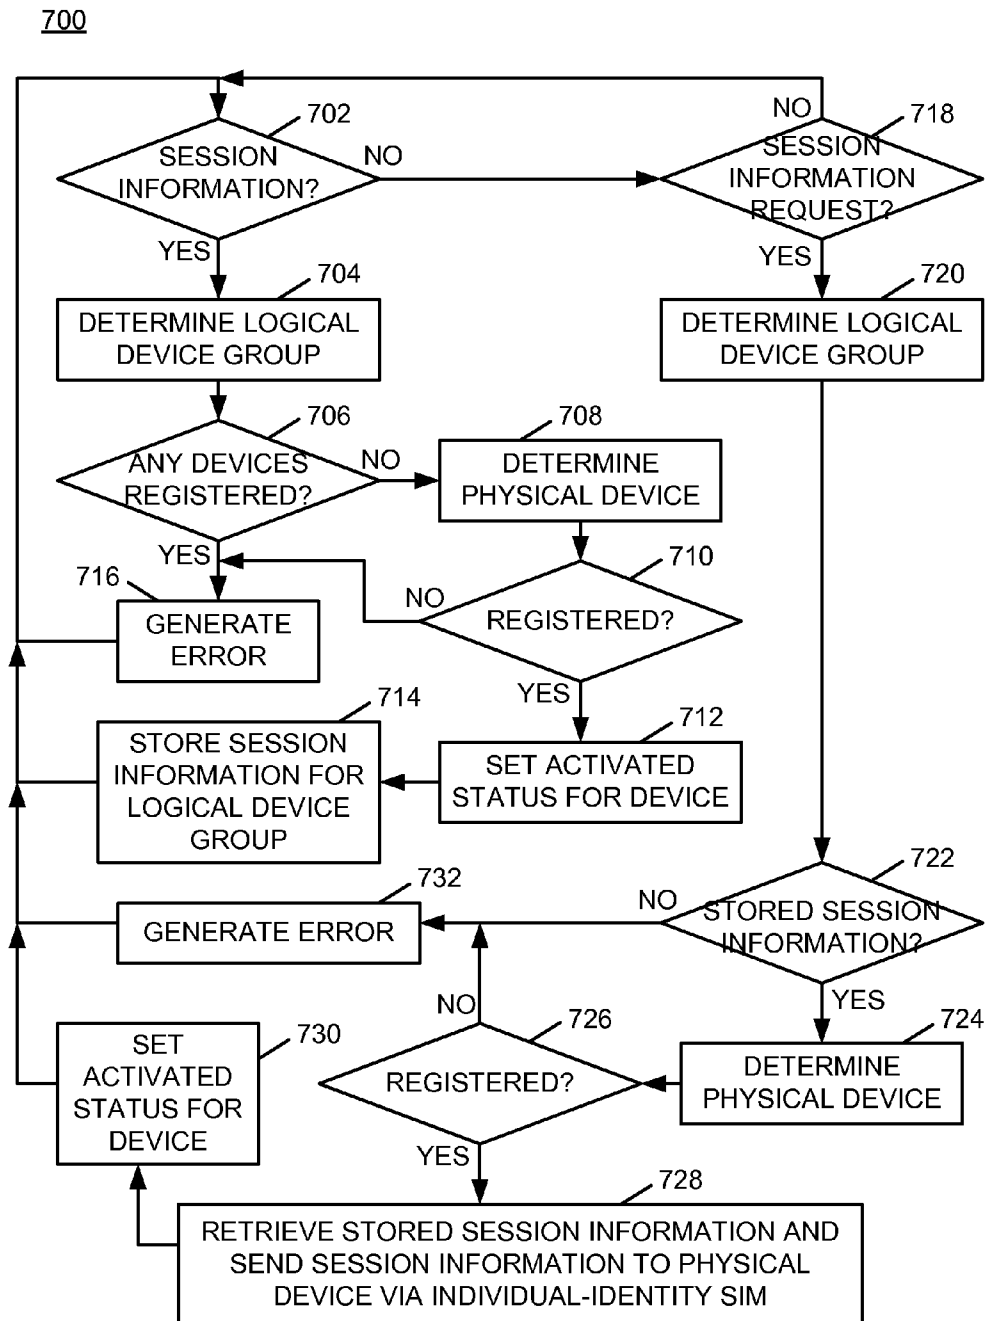 700
702
SESSION
INFORMATION?
NO
YES
NO
718
SESSION
INFORMATION
REQUEST?
YES
704
DETERMINE LOGICAL
DEVICE GROUP
720
DETERMINE LOGICAL
DEVICE GROUP
706
ANY DEVICES
REGISTERED?
NO
YES
708
DETERMINE
PHYSICAL DEVICE
710
REGISTERED?
NO
YES
716
GENERATE
ERROR
714
STORE SESSION
INFORMATION FOR
LOGICAL DEVICE
GROUP
712
SET ACTIVATED
STATUS FOR DEVICE
722
STORED SESSION
INFORMATION?
NO
YES
732
GENERATE ERROR
724
DETERMINE
PHYSICAL DEVICE
726
REGISTERED?
NO
YES
730
SET
ACTIVATED
STATUS FOR
DEVICE
728
RETRIEVE STORED SESSION INFORMATION AND
SEND SESSION INFORMATION TO PHYSICAL
DEVICE VIA INDIVIDUAL-IDENTITY SIM